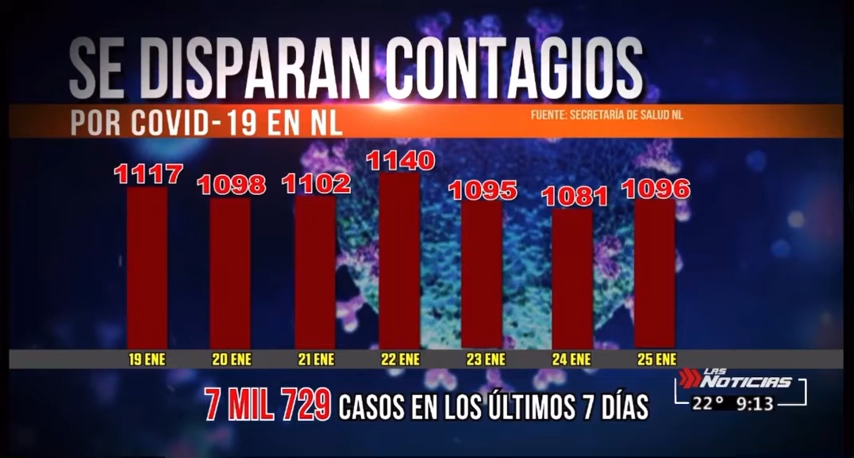 SE DISPARAN CONTAGIOS
POR COVID-19 EN NL
FUENTE: SECRETARÍA DE SALUD NL
1117 1098 1102 1140 1095 1081 1096
19 ENE 20 ENE 21 ENE 22 ENE 23 ENE 24 ENE 25 ENE
7 MIL 729 CASOS EN LOS ÚLTIMOS 7 DÍAS
LAS
NOTICIAS
22° 9:13